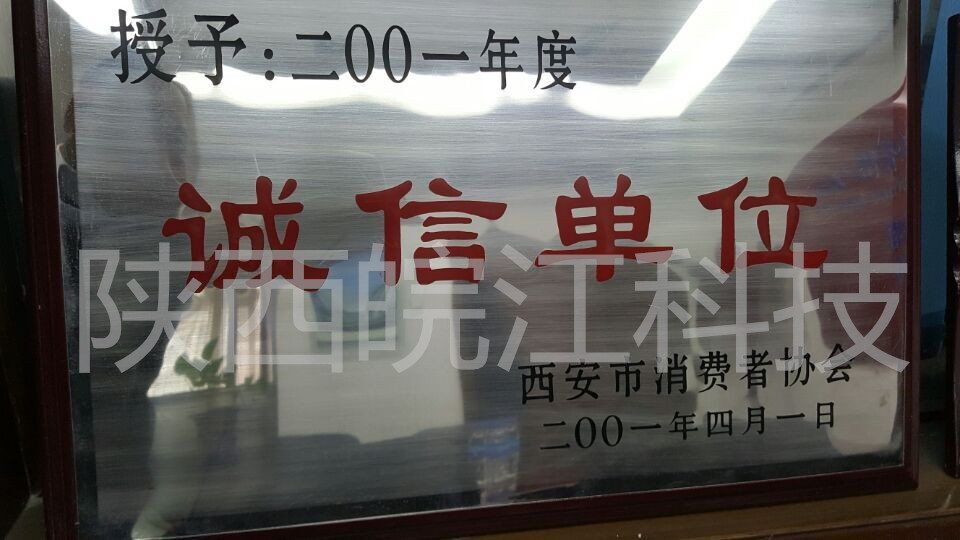 授予:二00一年度
诚信单位
陕西皖江科技
西安市消费者协会
二00一年四月一日